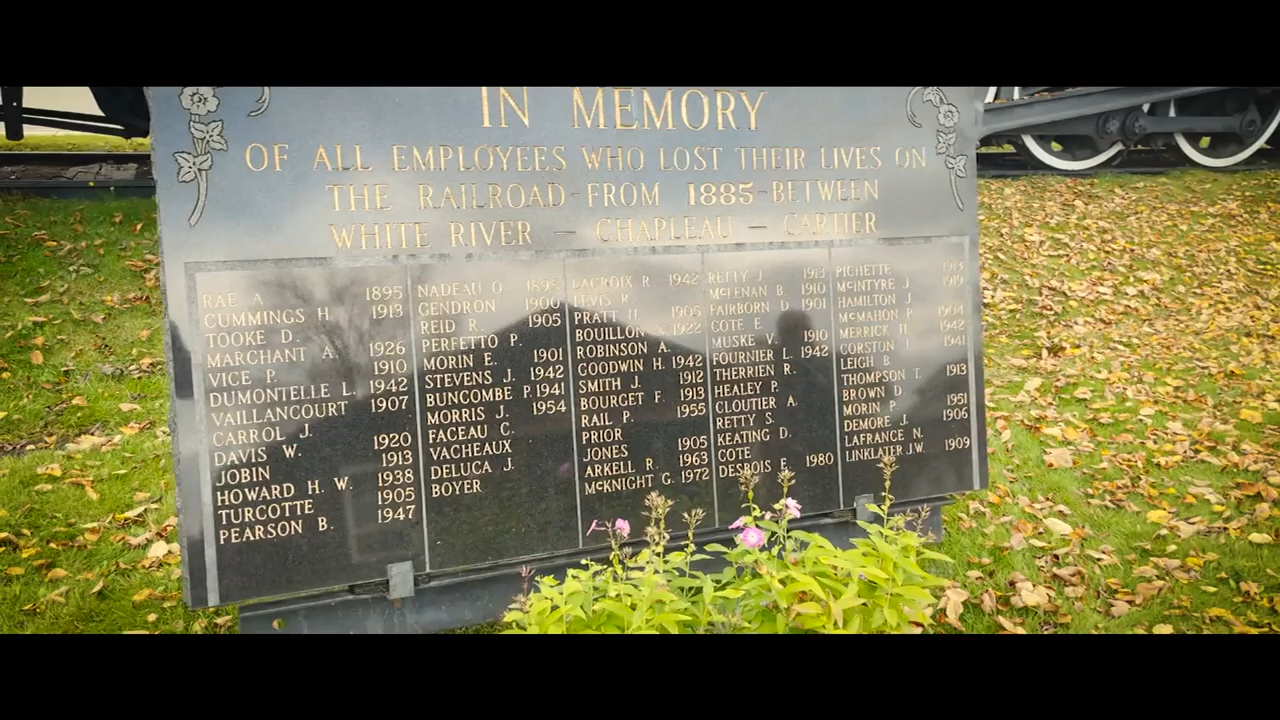 IN MEMORY
OF ALL EMPLOYEES WHO LOST THEIR LIVES ON
THE RAILROAD - FROM 1885 - BETWEEN
WHITE RIVER — CHAPLEAU — CARTIER
RAE A. 1895
CUMMINGS H. 1913
TOOKE D.
MARCHANT A. 1926
VICE P. 1910
DUMONTELLE L. 1942
VAILLANCOURT 1907
CARROL J.
DAVIS W. 1920
JOBIN 1913
HOWARD H. W. 1938
TURCOTTE 1905
PEARSON B. 1947
NADEAU O. 1895
GENDRON 1900
REID R. 1905
PERFETTO P.
MORIN E. 1901
STEVENS J. 1942
BUNCOMBE P. 1941
MORRIS J. 1954
FACEAU C.
VACHEAUX
DELUCA J.
BOYER
LACROIX R. 1942
LEVIS R.
PRATT H. 1905
BOUILLON 1922
ROBINSON A.
GOODWIN H. 1942
SMITH J. 1912
BOURGET F. 1913
RAIL P. 1955
PRIOR
JONES 1905
ARKELL R. 1963
McKNIGHT G. 1972
RETTY J. 1913
McLENAN B. 1910
FAIRBORN D. 1901
COTE E.
MUSKE V. 1910
FOURNIER L. 1942
THERRIEN R.
HEALEY P.
CLOUTIER A.
RETTY S.
KEATING D.
COTE
DESBOIS E. 1980
PICHETTE 1913
McINTYRE J. 1919
HAMILTON J.
McMAHON P. 1904
MERRICK H. 1942
CORSTON J. 1941
LEIGH B.
THOMPSON T. 1913
BROWN D.
MORIN P. 1951
DEMORE J. 1906
LAFRANCE N.
LINKLATER J.W. 1909